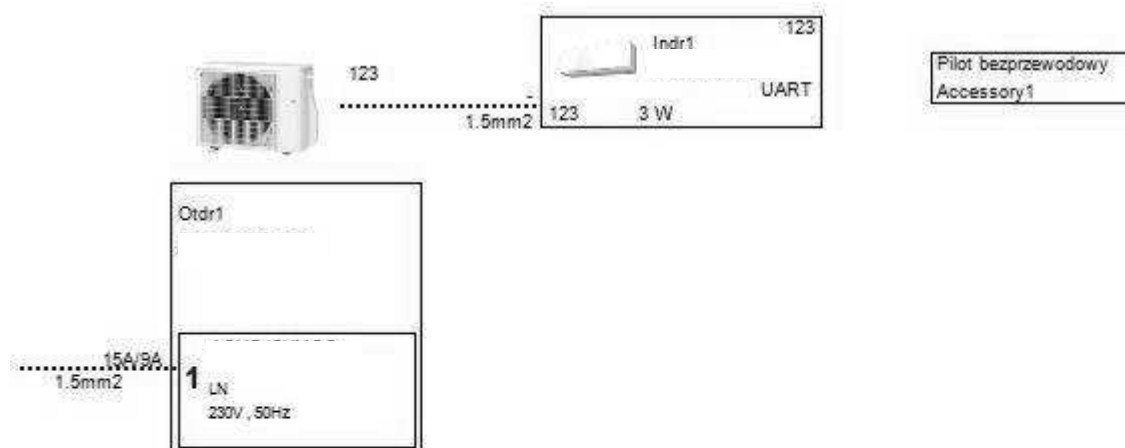 123
Indr1
123
UART
-
1.5mm2
123
3 W
Pilot bezprzewodowy
Accessory1
Otdr1
15A/9A
1.5mm2
1
LN
230V , 50Hz